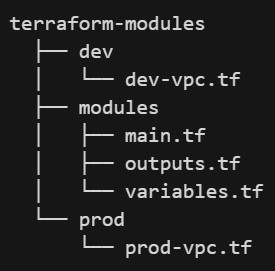 terraform-modules
├── dev
│   └── dev-vpc.tf
├── modules
│   ├── main.tf
│   ├── outputs.tf
│   └── variables.tf
└── prod
    └── prod-vpc.tf